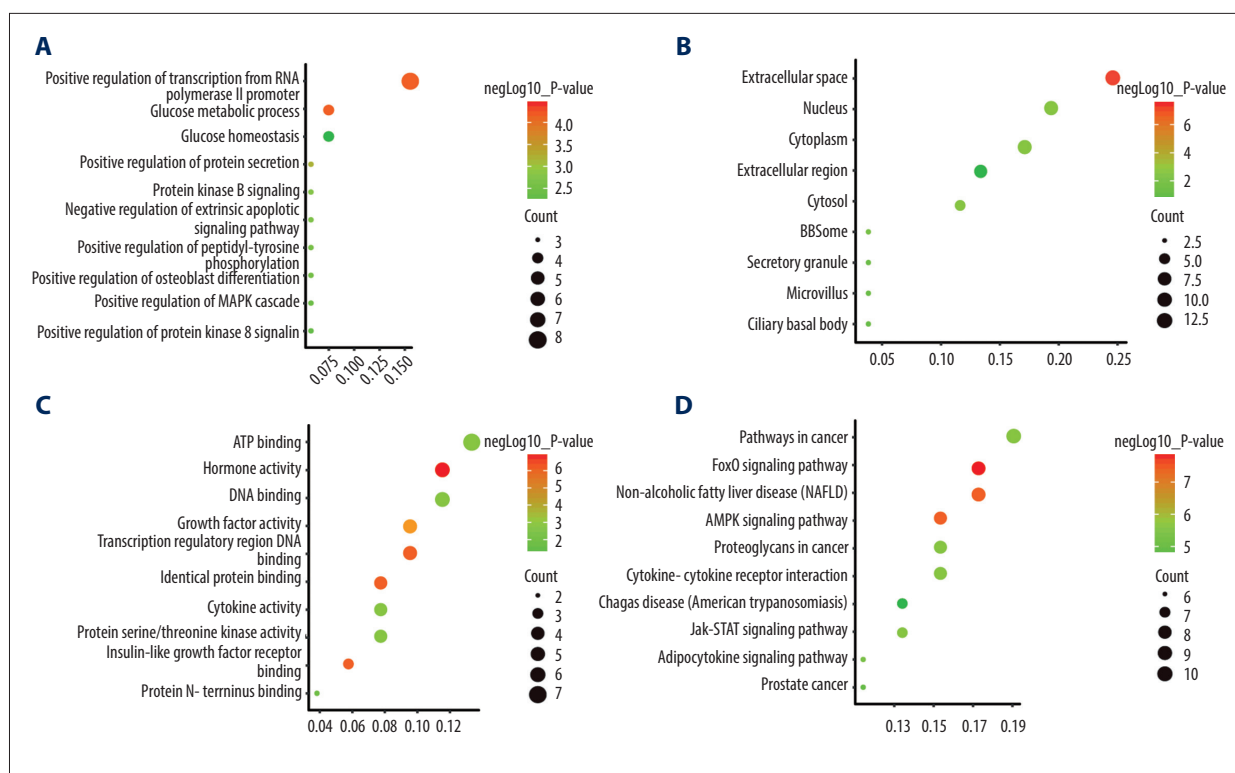 A
Positive regulation of transcription from RNA
polymerase II promoter
Glucose metabolic process
Glucose homeostasis
Positive regulation of protein secretion
Protein kinase B signaling
Negative regulation of extrinsic apoplotic
signaling pathway
Positive regulation of peptidyl-tyrosine
phosphorylation
Positive regulation of osteoblast differentiation
Positive regulation of MAPK cascade
Positive regulation of protein kinase 8 signalin
0.075 0.100 0.125 0.150
negLog10_P-value
4.0
3.5
3.0
2.5
Count
3
4
5
6
7
8
B
Extracellular space
Nucleus
Cytoplasm
Extracellular region
Cytosol
BBSome
Secretory granule
Microvillus
Ciliary basal body
0.05 0.10 0.15 0.20 0.25
negLog10_P-value
6
4
2
Count
2.5
5.0
7.5
10.0
12.5
C
ATP binding
Hormone activity
DNA binding
Growth factor activity
Transcription regulatory region DNA
binding
Identical protein binding
Cytokine activity
Protein serine/threonine kinase activity
Insulin-like growth factor receptor
binding
Protein N- terrninus binding
0.04 0.06 0.08 0.10 0.12
negLog10_P-value
6
5
4
3
2
Count
2
3
4
5
6
7
D
Pathways in cancer
FoxO signaling pathway
Non-alcoholic fatty liver disease (NAFLD)
AMPK signaling pathway
Proteoglycans in cancer
Cytokine- cytokine receptor interaction
Chagas disease (American trypanosomiasis)
Jak-STAT signaling pathway
Adipocytokine signaling pathway
Prostate cancer
0.13 0.15 0.17 0.19
negLog10_P-value
7
6
5
Count
6
7
8
9
10